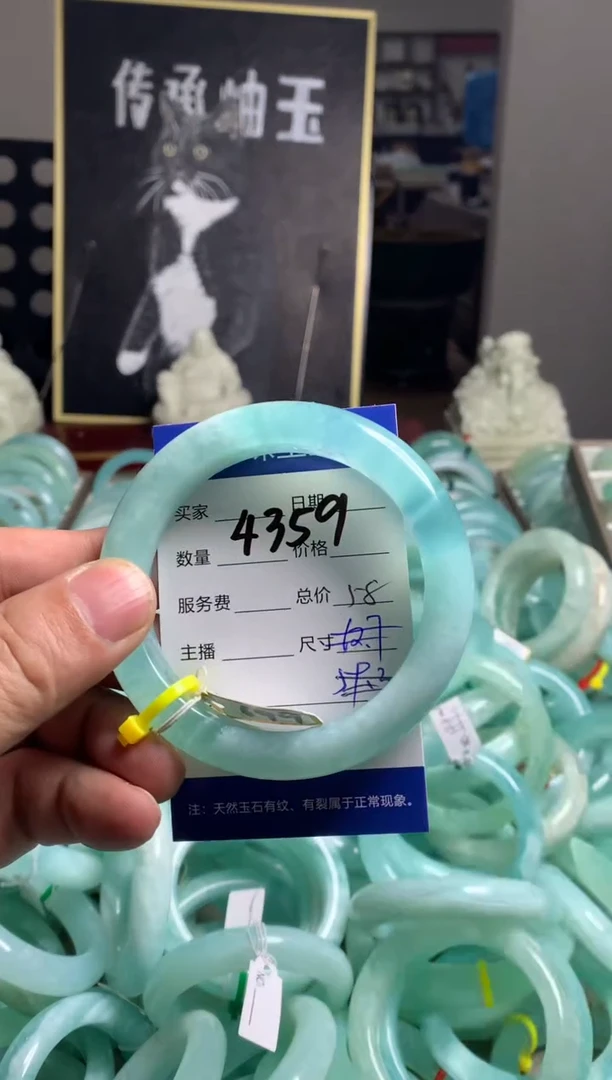 传承岫玉
买家 日期
4359
数量 价格
服务费 总价 58
主播 尺寸
注：天然玉石有纹、有裂属于正常现象。